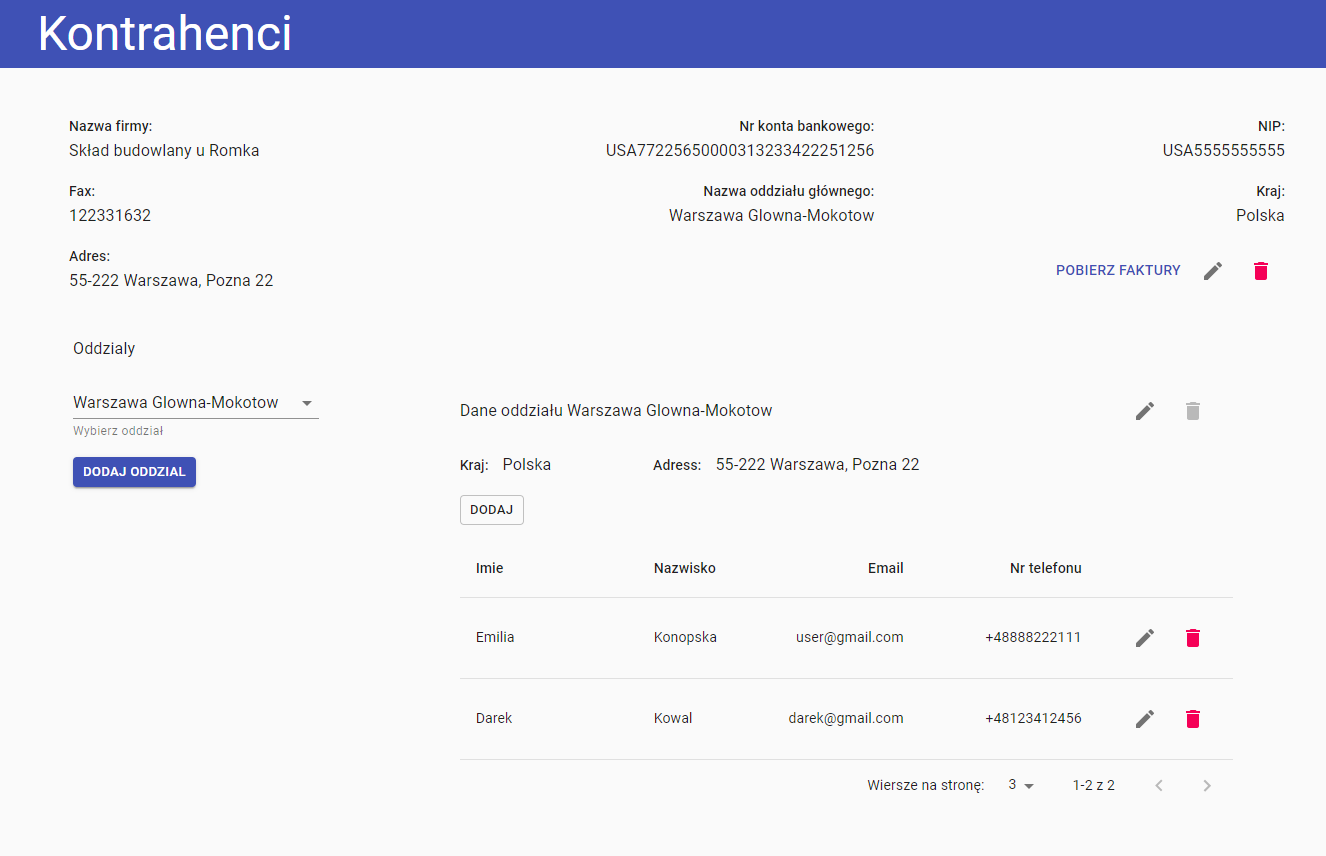 Kontrahenci
Nazwa firmy:
Skład budowlany u Romka
Nr konta bankowego:
USA77225650000313233422251256
NIP:
USA5555555555
Fax:
122331632
Nazwa oddziału głównego:
Warszawa Glowna-Mokotow
Kraj:
Polska
Adres:
55-222 Warszawa, Pozna 22
POBIERZ FAKTURY
Oddzialy
Warszawa Glowna-Mokotow
Wybierz oddział
DODAJ ODDZIAL
Dane oddziału Warszawa Glowna-Mokotow
Kraj: Polska Adress: 55-222 Warszawa, Pozna 22
DODAJ
Imie Nazwisko Email Nr telefonu
Emilia Konopska user@gmail.com +48888222111
Darek Kowal darek@gmail.com +48123412456
Wiersze na stronę: 3 1-2 z 2